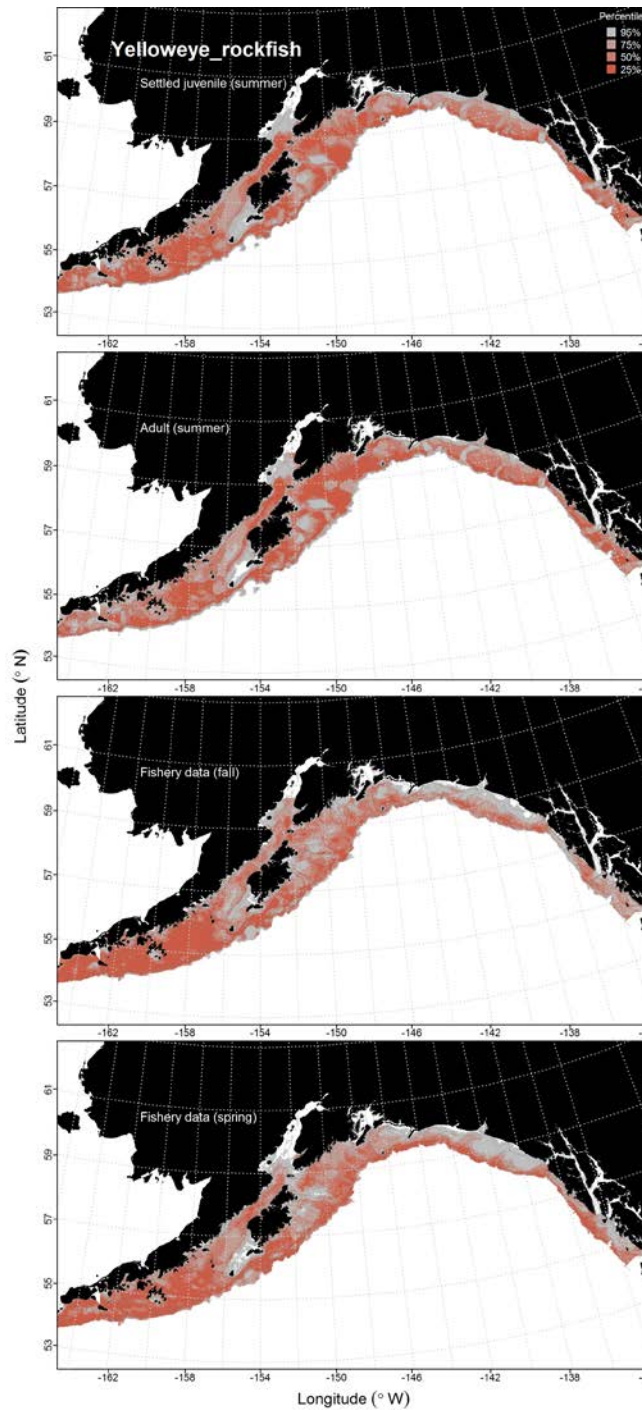 Yelloweye_rockfish
Percentile
95%
75%
50%
25%
Settled juvenile (summer)
61
59
57
55
53
-162 -158 -154 -150 -146 -142 -138
Adult (summer)
61
59
57
55
53
-162 -158 -154 -150 -146 -142 -138
Latitude (° N)
Fishery data (fall)
61
59
57
55
53
-162 -158 -154 -150 -146 -142 -138
Fishery data (spring)
61
59
57
55
53
-162 -158 -154 -150 -146 -142 -138
Longitude (° W)